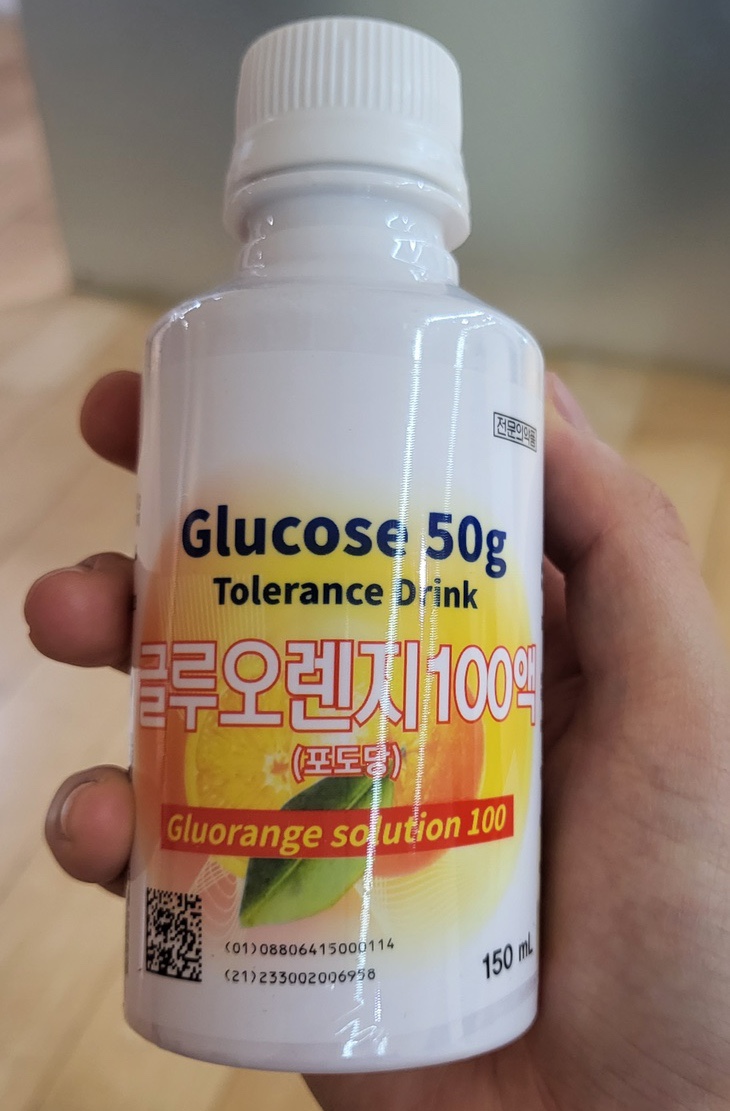 전문의약품
Glucose 50g
Tolerance Drink
글루오렌지100액
(포도당)
Gluorange solution 100
(01)08806415000114
(21)233002006958
150 mL